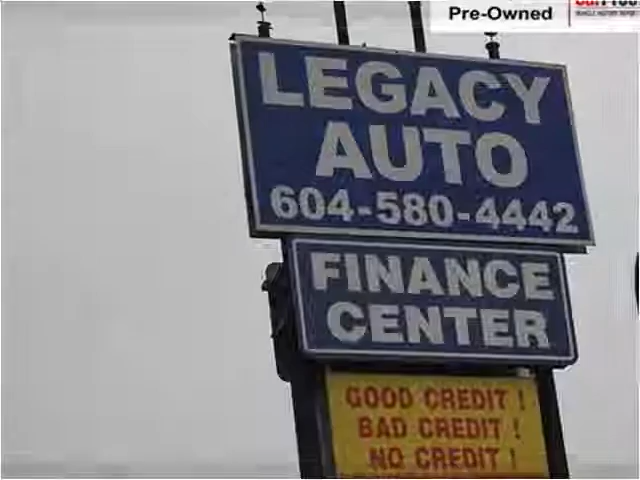 Pre-Owned
LEGACY
AUTO
604-580-4442
FINANCE
CENTER
GOOD CREDIT !
BAD CREDIT !
NO CREDIT !